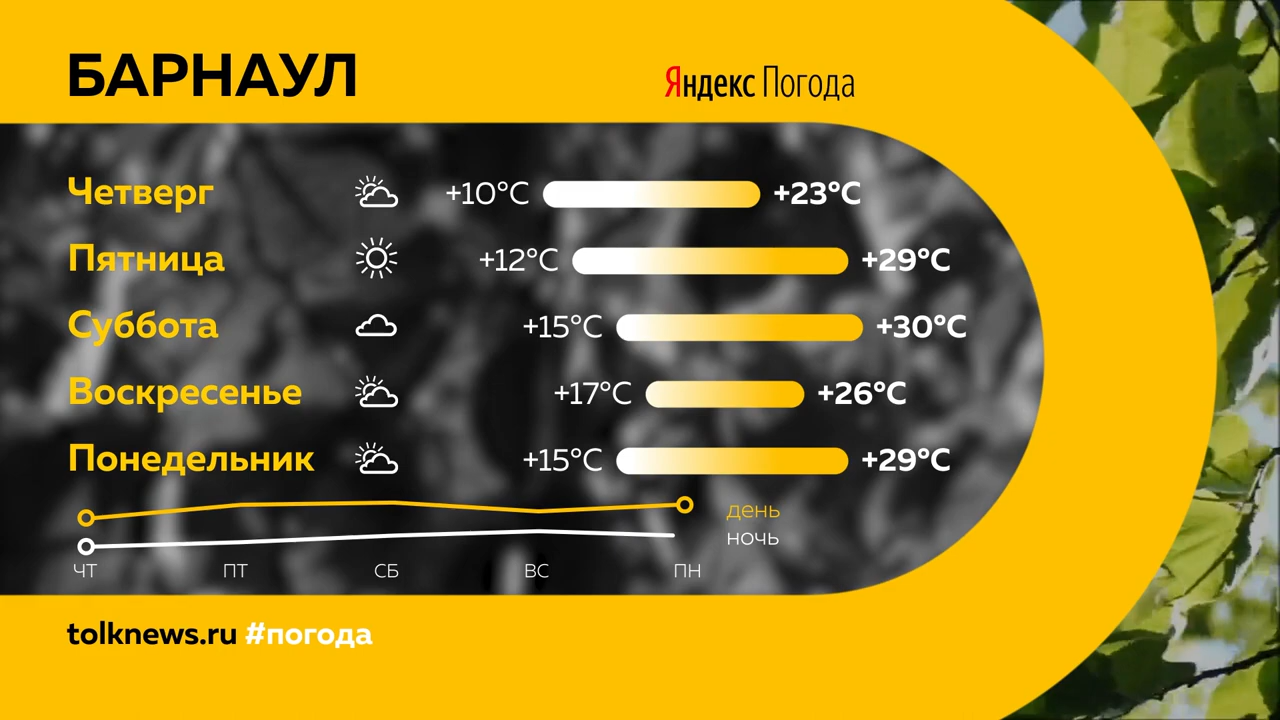 БАРНАУЛ
Яндекс Погода
Четверг +10°C +23°C
Пятница +12°C +29°C
Суббота +15°C +30°C
Воскресенье +17°C +26°C
Понедельник +15°C +29°C
день
ночь
ЧТ ПТ СБ ВС ПН
tolknews.ru #погода